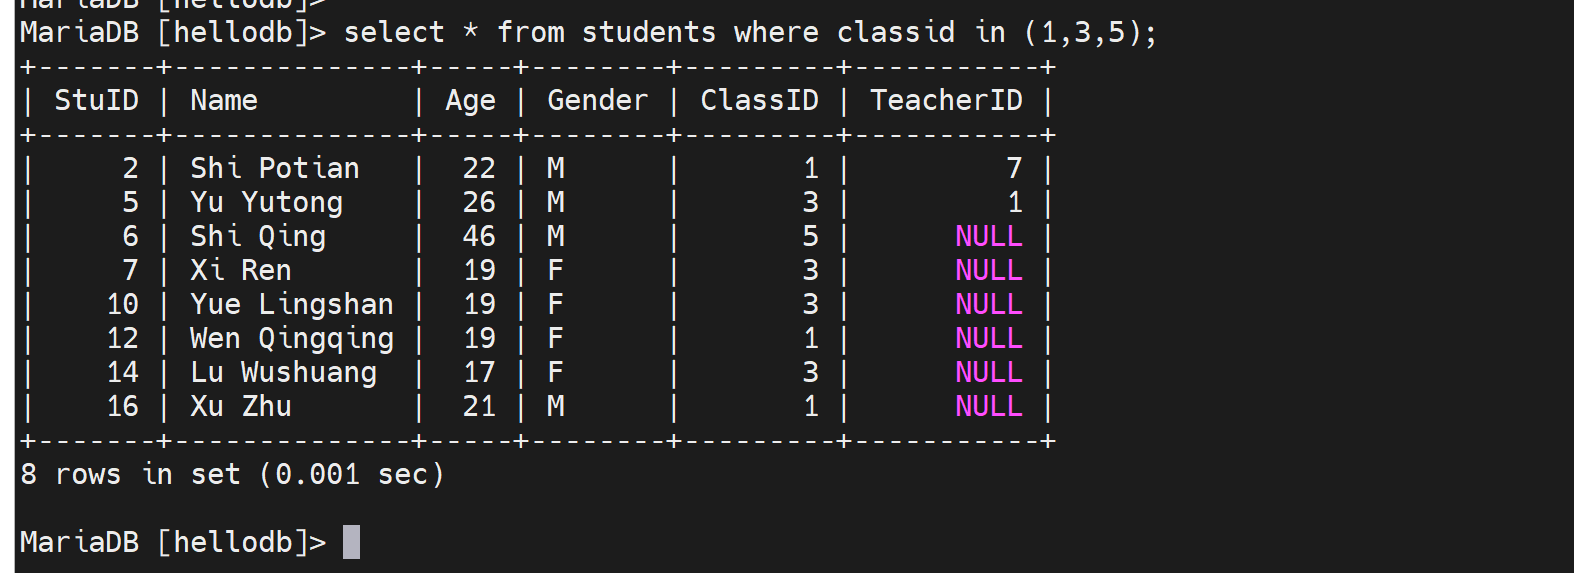 MariaDB [hellodb]>
MariaDB [hellodb]> select * from students where classid in (1,3,5);
+-------+--------------+-----+--------+---------+-----------+
| StuID | Name         | Age | Gender | ClassID | TeacherID |
+-------+--------------+-----+--------+---------+-----------+
|     2 | Shi Potian   |  22 | M      |       1 |         7 |
|     5 | Yu Yutong    |  26 | M      |       3 |         1 |
|     6 | Shi Qing     |  46 | M      |       5 |      NULL |
|     7 | Xi Ren       |  19 | F      |       3 |      NULL |
|    10 | Yue Lingshan |  19 | F      |       3 |      NULL |
|    12 | Wen Qingqing |  19 | F      |       1 |      NULL |
|    14 | Lu Wushuang  |  17 | F      |       3 |      NULL |
|    16 | Xu Zhu       |  21 | M      |       1 |      NULL |
+-------+--------------+-----+--------+---------+-----------+
8 rows in set (0.001 sec)
MariaDB [hellodb]>